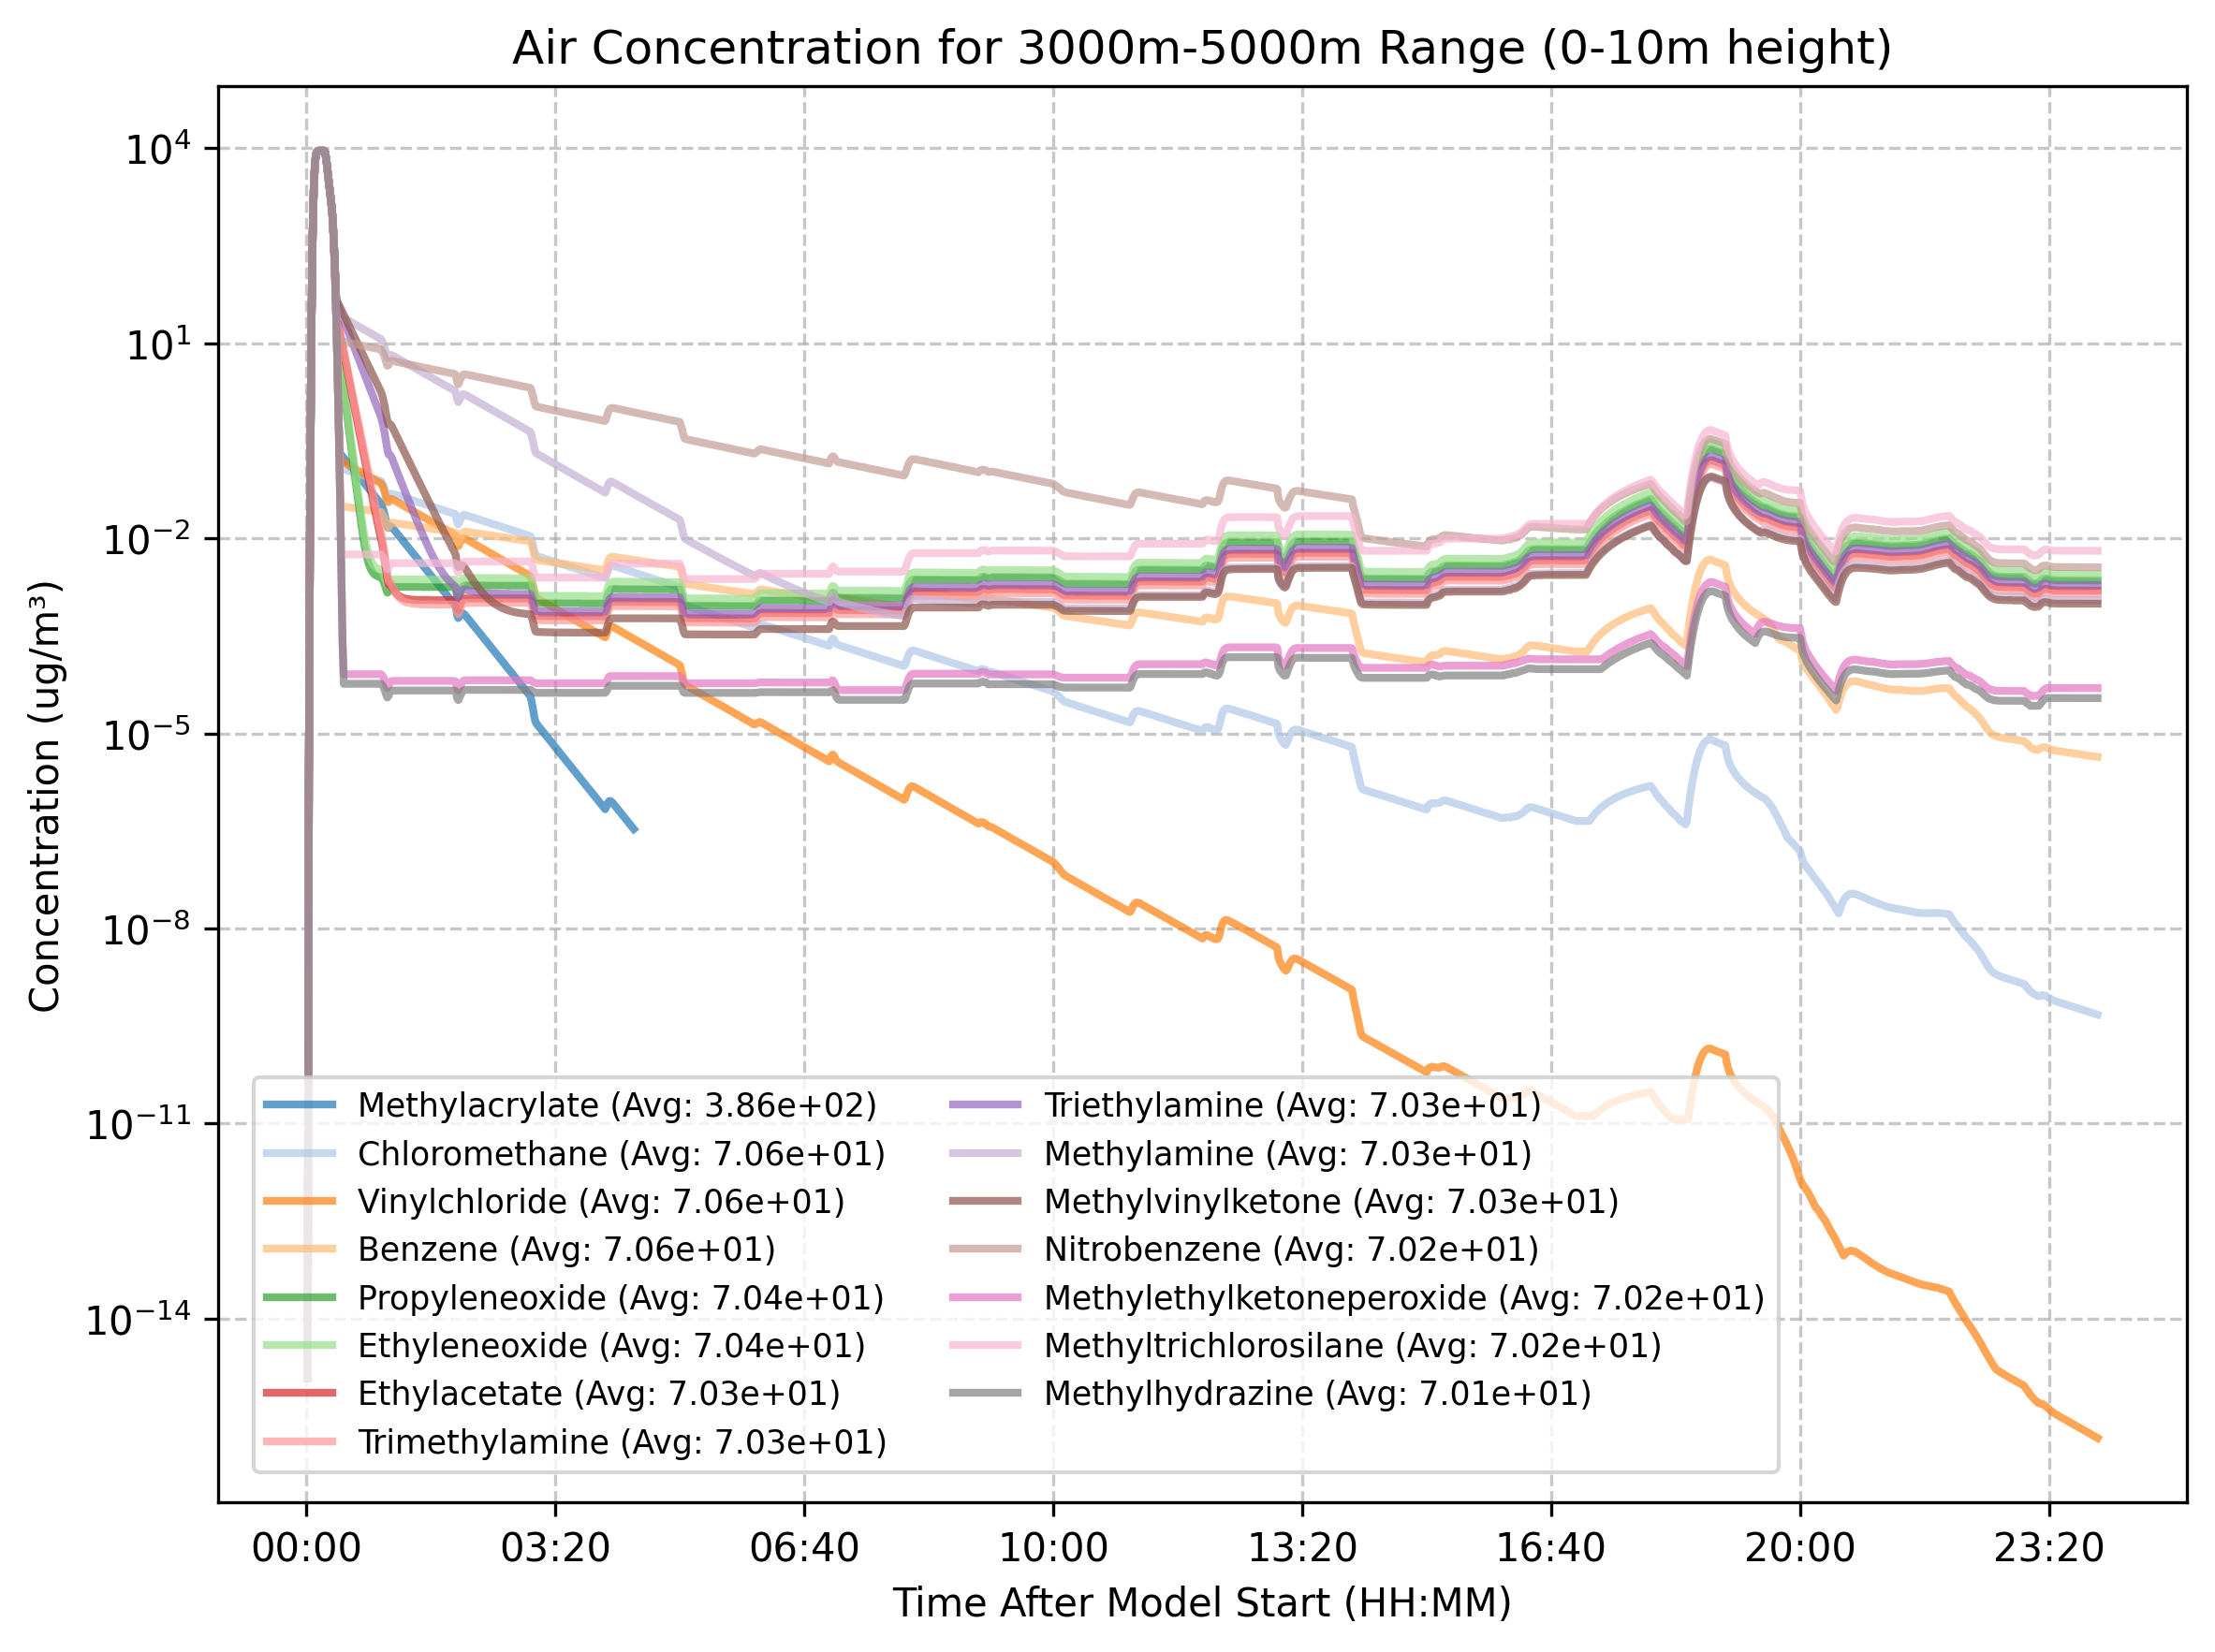 Air Concentration for 3000m-5000m Range (0-10m height)
Concentration (ug/m³)
10⁴
10¹
10⁻²
10⁻⁵
10⁻⁸
10⁻¹¹
10⁻¹⁴
Methylacrylate (Avg: 3.86e+02)
Chloromethane (Avg: 7.06e+01)
Vinylchloride (Avg: 7.06e+01)
Benzene (Avg: 7.06e+01)
Propyleneoxide (Avg: 7.04e+01)
Ethyleneoxide (Avg: 7.04e+01)
Ethylacetate (Avg: 7.03e+01)
Trimethylamine (Avg: 7.03e+01)
Triethylamine (Avg: 7.03e+01)
Methylamine (Avg: 7.03e+01)
Methylvinylketone (Avg: 7.03e+01)
Nitrobenzene (Avg: 7.02e+01)
Methylethylketoneperoxide (Avg: 7.02e+01)
Methyltrichlorosilane (Avg: 7.02e+01)
Methylhydrazine (Avg: 7.01e+01)
00:00 03:20 06:40 10:00 13:20 16:40 20:00 23:20
Time After Model Start (HH:MM)